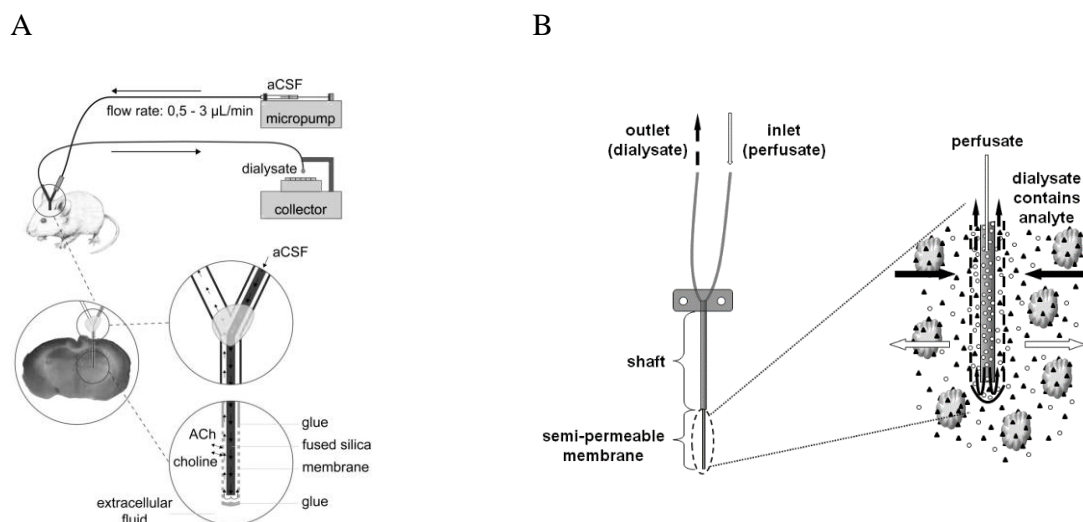 A
B
aCSF
flow rate: 0,5 - 3 µL/min
micropump
dialysate
collector
aCSF
glue
ACh
fused silica
choline
membrane
extracellular
fluid
glue
outlet
(dialysate)
inlet
(perfusate)
shaft
semi-permeable
membrane
perfusate
dialysate
contains
analyte